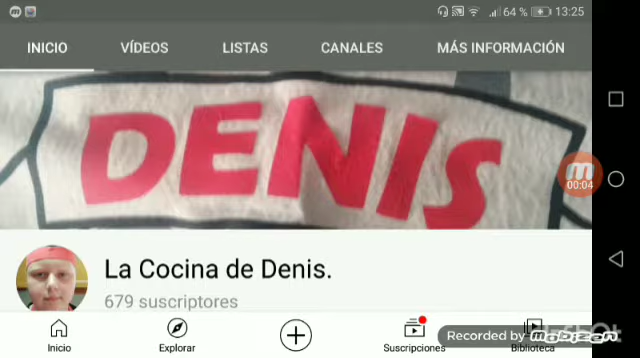 64 % 13:25
INICIO VÍDEOS LISTAS CANALES MÁS INFORMACIÓN
DENIS
00:04
La Cocina de Denis.
679 suscriptores
Inicio Explorar Suscripciones Biblioteca
Recorded by mobizen